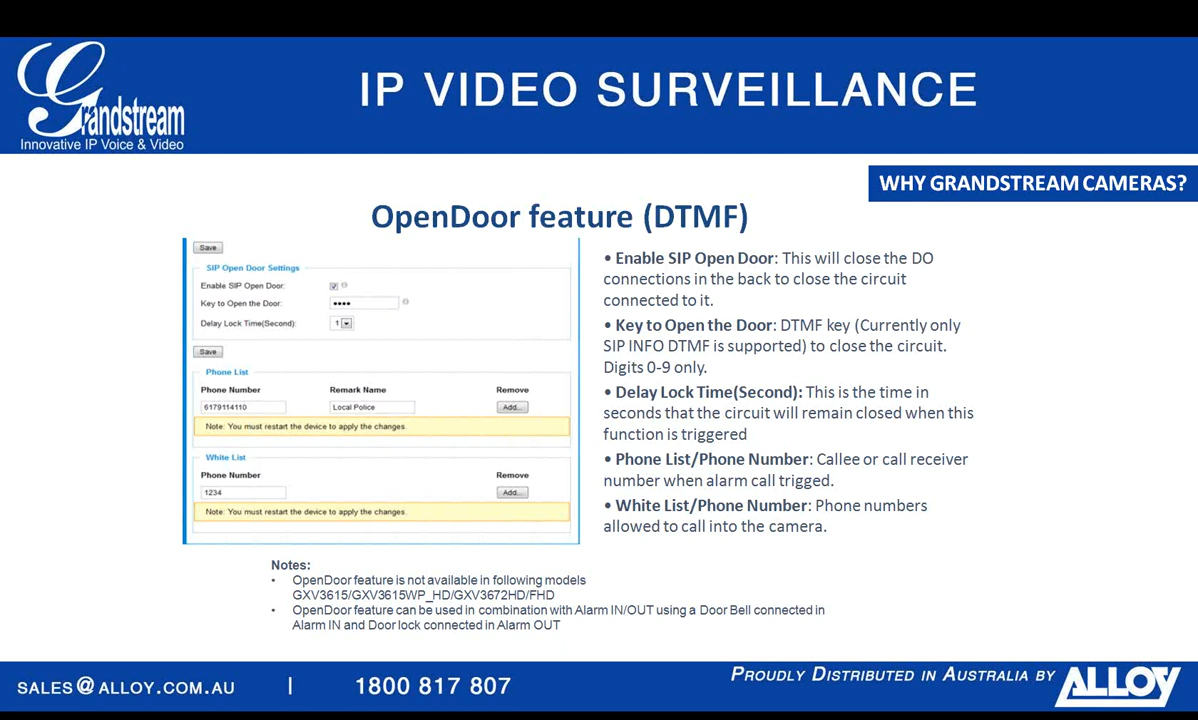 Grandstream
Innovative IP Voice & Video
IP VIDEO SURVEILLANCE
WHY GRANDSTREAM CAMERAS?
OpenDoor feature (DTMF)
Save
SIP Open Door Settings
Enable SIP Open Door:
Key to Open the Door:
••••
Delay Lock Time(Second):
1
Save
Phone List
Phone Number Remark Name Remove
6179114110 Local Police Add...
Note: You must restart the device to apply the changes.
White List
Phone Number Remove
1234 Add...
Note: You must restart the device to apply the changes.
• Enable SIP Open Door: This will close the DO
connections in the back to close the circuit
connected to it.
• Key to Open the Door: DTMF key (Currently only
SIP INFO DTMF is supported) to close the circuit.
Digits 0-9 only.
• Delay Lock Time(Second): This is the time in
seconds that the circuit will remain closed when this
function is triggered
• Phone List/Phone Number: Callee or call receiver
number when alarm call trigged.
• White List/Phone Number: Phone numbers
allowed to call into the camera.
Notes:
• OpenDoor feature is not available in following models
GXV3615/GXV3615WP_HD/GXV3672HD/FHD
• OpenDoor feature can be used in combination with Alarm IN/OUT using a Door Bell connected in
Alarm IN and Door lock connected in Alarm OUT
SALES@ALLOY.COM.AU | 1800 817 807
PROUDLY DISTRIBUTED IN AUSTRALIA BY
ALLOY